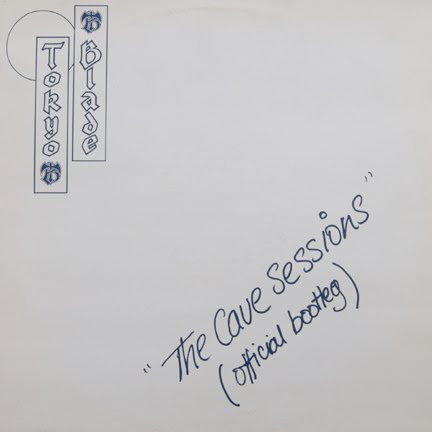 Tokyo
Blade
"The Cave Sessions"
(official bootleg)